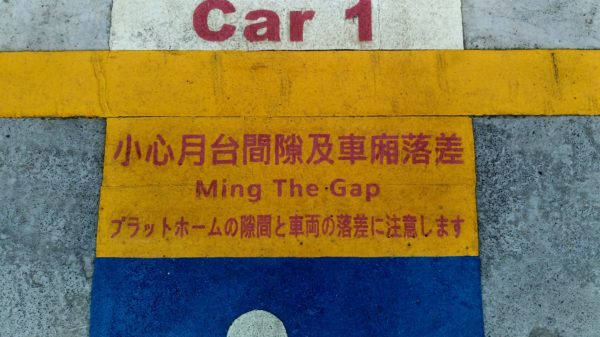 Car 1
小心月台間隙及車廂落差
Ming The Gap
プラットホームの隙間と車両の落差に注意します